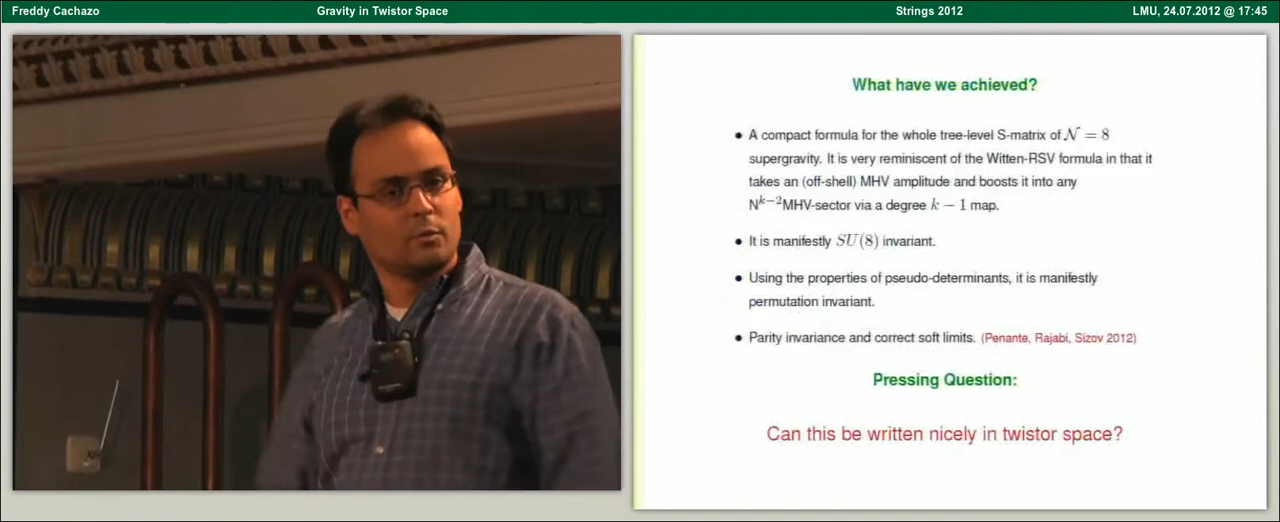 Freddy Cachazo Gravity in Twistor Space Strings 2012 LMU, 24.07.2012 @ 17:45
What have we achieved?
• A compact formula for the whole tree-level S-matrix of 𝒩 = 8
supergravity. It is very reminiscent of the Witten-RSV formula in that it
takes an (off-shell) MHV amplitude and boosts it into any
N^{k−2}MHV-sector via a degree k − 1 map.
• It is manifestly SU(8) invariant.
• Using the properties of pseudo-determinants, it is manifestly
permutation invariant.
• Parity invariance and correct soft limits. (Penante, Rajabi, Sizov 2012)
Pressing Question:
Can this be written nicely in twistor space?